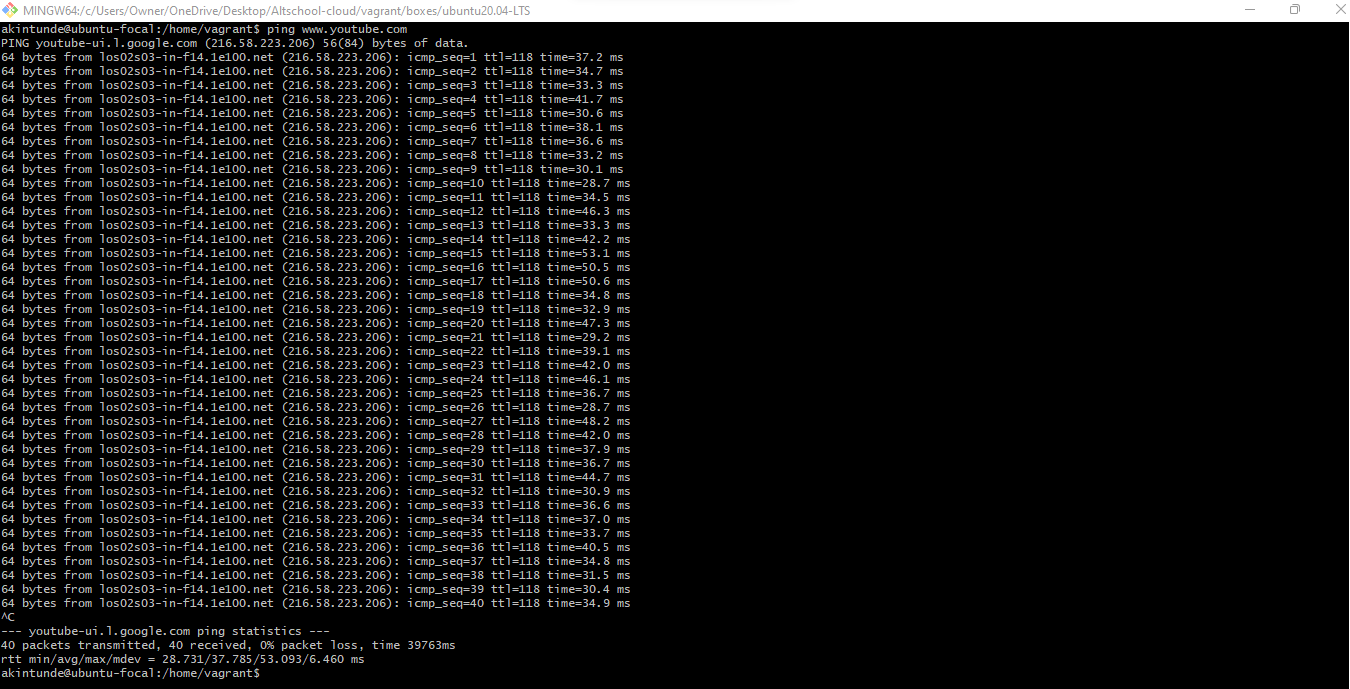 MINGW64:/c/Users/Owner/OneDrive/Desktop/Altschool-cloud/vagrant/boxes/ubuntu20.04-LTS
akintunde@ubuntu-focal:/home/vagrant$ ping www.youtube.com
PING youtube-ui.l.google.com (216.58.223.206) 56(84) bytes of data.
64 bytes from los02s03-in-f14.1e100.net (216.58.223.206): icmp_seq=1 ttl=118 time=37.2 ms
64 bytes from los02s03-in-f14.1e100.net (216.58.223.206): icmp_seq=2 ttl=118 time=34.7 ms
64 bytes from los02s03-in-f14.1e100.net (216.58.223.206): icmp_seq=3 ttl=118 time=33.3 ms
64 bytes from los02s03-in-f14.1e100.net (216.58.223.206): icmp_seq=4 ttl=118 time=41.7 ms
64 bytes from los02s03-in-f14.1e100.net (216.58.223.206): icmp_seq=5 ttl=118 time=30.6 ms
64 bytes from los02s03-in-f14.1e100.net (216.58.223.206): icmp_seq=6 ttl=118 time=38.1 ms
64 bytes from los02s03-in-f14.1e100.net (216.58.223.206): icmp_seq=7 ttl=118 time=36.6 ms
64 bytes from los02s03-in-f14.1e100.net (216.58.223.206): icmp_seq=8 ttl=118 time=33.2 ms
64 bytes from los02s03-in-f14.1e100.net (216.58.223.206): icmp_seq=9 ttl=118 time=30.1 ms
64 bytes from los02s03-in-f14.1e100.net (216.58.223.206): icmp_seq=10 ttl=118 time=28.7 ms
64 bytes from los02s03-in-f14.1e100.net (216.58.223.206): icmp_seq=11 ttl=118 time=34.5 ms
64 bytes from los02s03-in-f14.1e100.net (216.58.223.206): icmp_seq=12 ttl=118 time=46.3 ms
64 bytes from los02s03-in-f14.1e100.net (216.58.223.206): icmp_seq=13 ttl=118 time=33.3 ms
64 bytes from los02s03-in-f14.1e100.net (216.58.223.206): icmp_seq=14 ttl=118 time=42.2 ms
64 bytes from los02s03-in-f14.1e100.net (216.58.223.206): icmp_seq=15 ttl=118 time=53.1 ms
64 bytes from los02s03-in-f14.1e100.net (216.58.223.206): icmp_seq=16 ttl=118 time=50.5 ms
64 bytes from los02s03-in-f14.1e100.net (216.58.223.206): icmp_seq=17 ttl=118 time=50.6 ms
64 bytes from los02s03-in-f14.1e100.net (216.58.223.206): icmp_seq=18 ttl=118 time=34.8 ms
64 bytes from los02s03-in-f14.1e100.net (216.58.223.206): icmp_seq=19 ttl=118 time=32.9 ms
64 bytes from los02s03-in-f14.1e100.net (216.58.223.206): icmp_seq=20 ttl=118 time=47.3 ms
64 bytes from los02s03-in-f14.1e100.net (216.58.223.206): icmp_seq=21 ttl=118 time=29.2 ms
64 bytes from los02s03-in-f14.1e100.net (216.58.223.206): icmp_seq=22 ttl=118 time=39.1 ms
64 bytes from los02s03-in-f14.1e100.net (216.58.223.206): icmp_seq=23 ttl=118 time=42.0 ms
64 bytes from los02s03-in-f14.1e100.net (216.58.223.206): icmp_seq=24 ttl=118 time=46.1 ms
64 bytes from los02s03-in-f14.1e100.net (216.58.223.206): icmp_seq=25 ttl=118 time=36.7 ms
64 bytes from los02s03-in-f14.1e100.net (216.58.223.206): icmp_seq=26 ttl=118 time=28.7 ms
64 bytes from los02s03-in-f14.1e100.net (216.58.223.206): icmp_seq=27 ttl=118 time=48.2 ms
64 bytes from los02s03-in-f14.1e100.net (216.58.223.206): icmp_seq=28 ttl=118 time=42.0 ms
64 bytes from los02s03-in-f14.1e100.net (216.58.223.206): icmp_seq=29 ttl=118 time=37.9 ms
64 bytes from los02s03-in-f14.1e100.net (216.58.223.206): icmp_seq=30 ttl=118 time=36.7 ms
64 bytes from los02s03-in-f14.1e100.net (216.58.223.206): icmp_seq=31 ttl=118 time=44.7 ms
64 bytes from los02s03-in-f14.1e100.net (216.58.223.206): icmp_seq=32 ttl=118 time=30.9 ms
64 bytes from los02s03-in-f14.1e100.net (216.58.223.206): icmp_seq=33 ttl=118 time=36.6 ms
64 bytes from los02s03-in-f14.1e100.net (216.58.223.206): icmp_seq=34 ttl=118 time=37.0 ms
64 bytes from los02s03-in-f14.1e100.net (216.58.223.206): icmp_seq=35 ttl=118 time=33.7 ms
64 bytes from los02s03-in-f14.1e100.net (216.58.223.206): icmp_seq=36 ttl=118 time=40.5 ms
64 bytes from los02s03-in-f14.1e100.net (216.58.223.206): icmp_seq=37 ttl=118 time=34.8 ms
64 bytes from los02s03-in-f14.1e100.net (216.58.223.206): icmp_seq=38 ttl=118 time=31.5 ms
64 bytes from los02s03-in-f14.1e100.net (216.58.223.206): icmp_seq=39 ttl=118 time=30.4 ms
64 bytes from los02s03-in-f14.1e100.net (216.58.223.206): icmp_seq=40 ttl=118 time=34.9 ms
^C
--- youtube-ui.l.google.com ping statistics ---
40 packets transmitted, 40 received, 0% packet loss, time 39763ms
rtt min/avg/max/mdev = 28.731/37.785/53.093/6.460 ms
akintunde@ubuntu-focal:/home/vagrant$